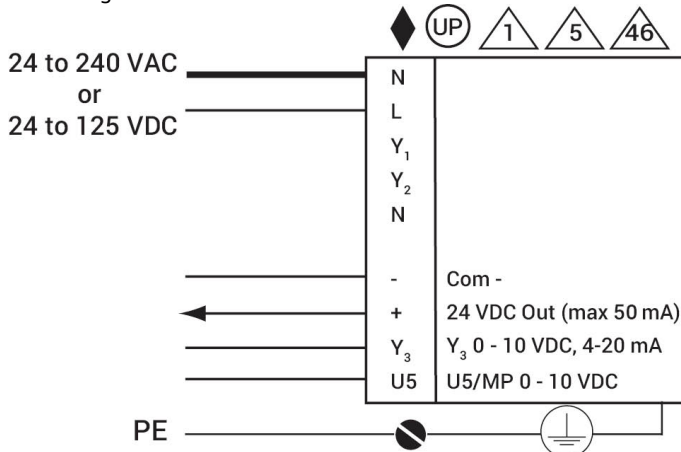 UP 1 5 46
24 to 240 VAC
or
24 to 125 VDC
N
L
Y1
Y2
N
- Com -
+ 24 VDC Out (max 50 mA)
Y3 Y3 0 - 10 VDC, 4-20 mA
U5 U5/MP 0 - 10 VDC
PE